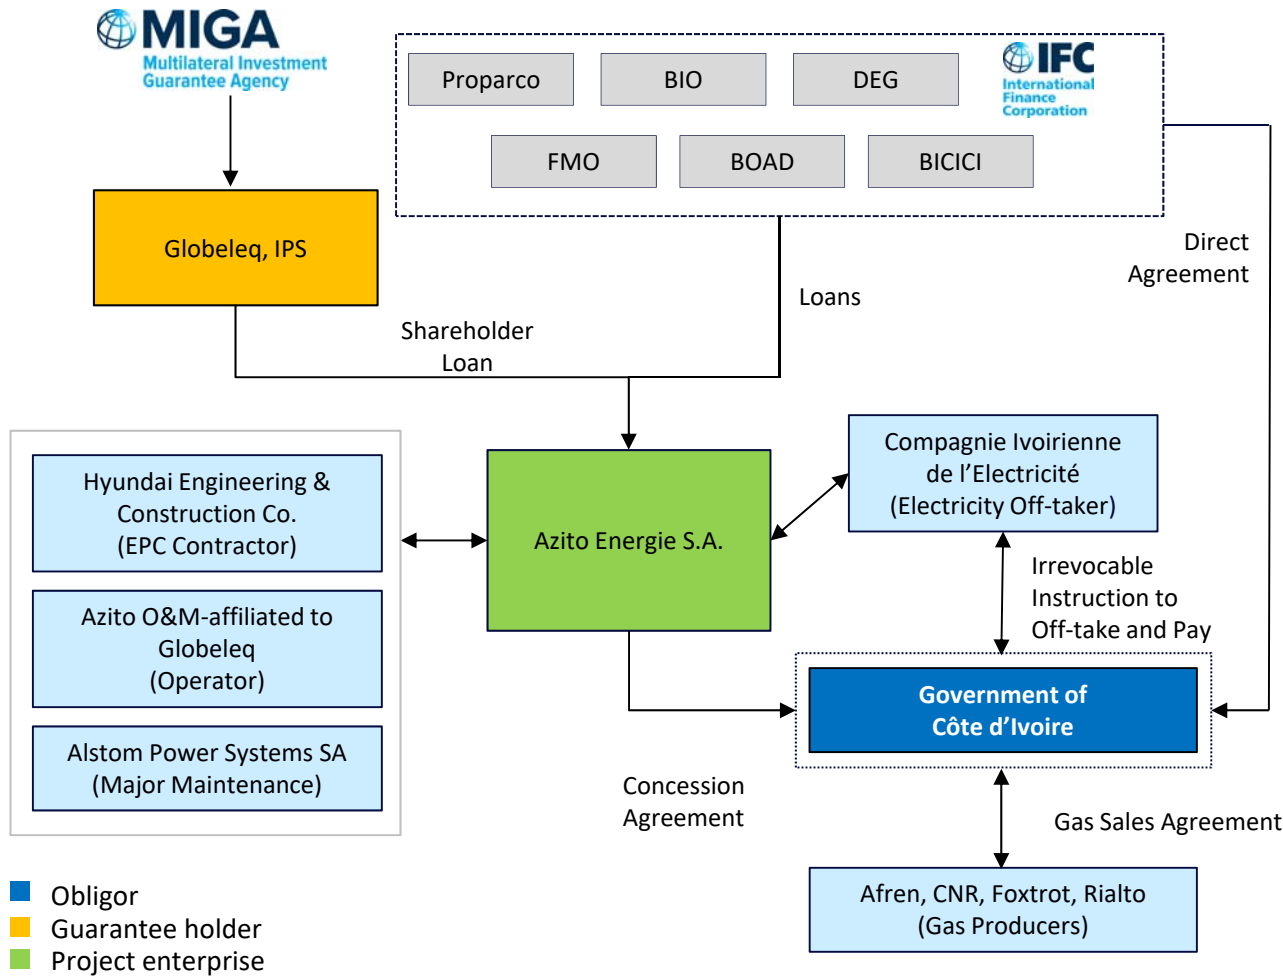 MIGA
Multilateral Investment
Guarantee Agency
Proparco
BIO
DEG
IFC
International
Finance
Corporation
FMO
BOAD
BICICI
Globeleq, IPS
Direct
Agreement
Loans
Shareholder
Loan
Hyundai Engineering &
Construction Co.
(EPC Contractor)
Azito O&M-affiliated to
Globeleq
(Operator)
Alstom Power Systems SA
(Major Maintenance)
Azito Energie S.A.
Compagnie Ivoirienne
de l’Electricité
(Electricity Off-taker)
Irrevocable
Instruction to
Off-take and Pay
Government of
Côte d’Ivoire
Concession
Agreement
Gas Sales Agreement
Afren, CNR, Foxtrot, Rialto
(Gas Producers)
Obligor
Guarantee holder
Project enterprise